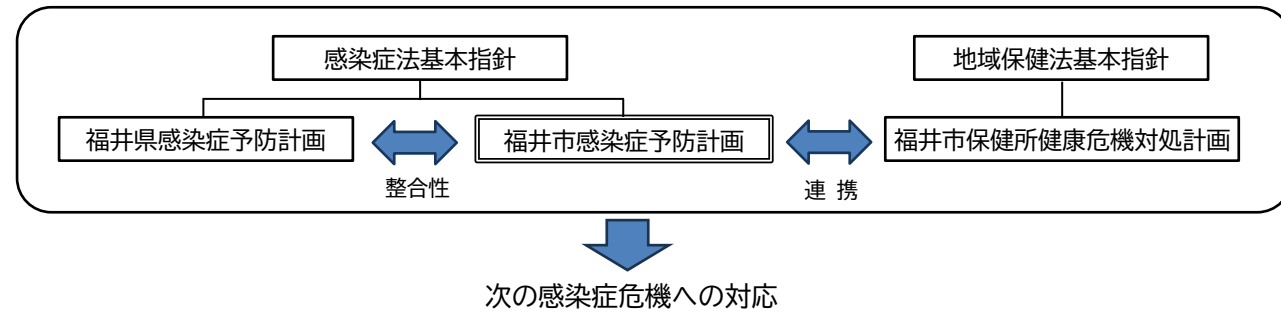 感染症法基本指針
地域保健法基本指針
福井県感染症予防計画
福井市感染症予防計画
福井市保健所健康危機対処計画
整合性
連 携
次の感染症危機への対応